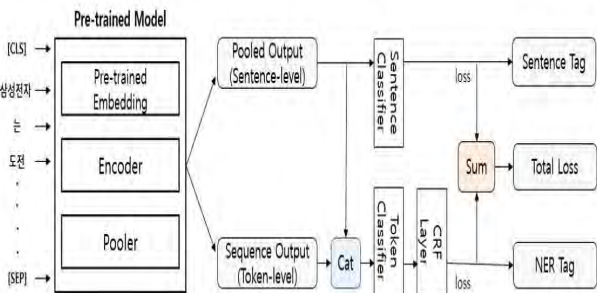 Pre-trained Model
[CLS]
삼성전자
는
도전
.
.
.
.
[SEP]
Pre-trained
Embedding
Encoder
Pooler
Pooled Output
(Sentence-level)
Sequence Output
(Token-level)
Cat
Sentence
Classifier
Token
Classifier
CRF
Layer
loss
loss
Sum
Sentence Tag
Total Loss
NER Tag